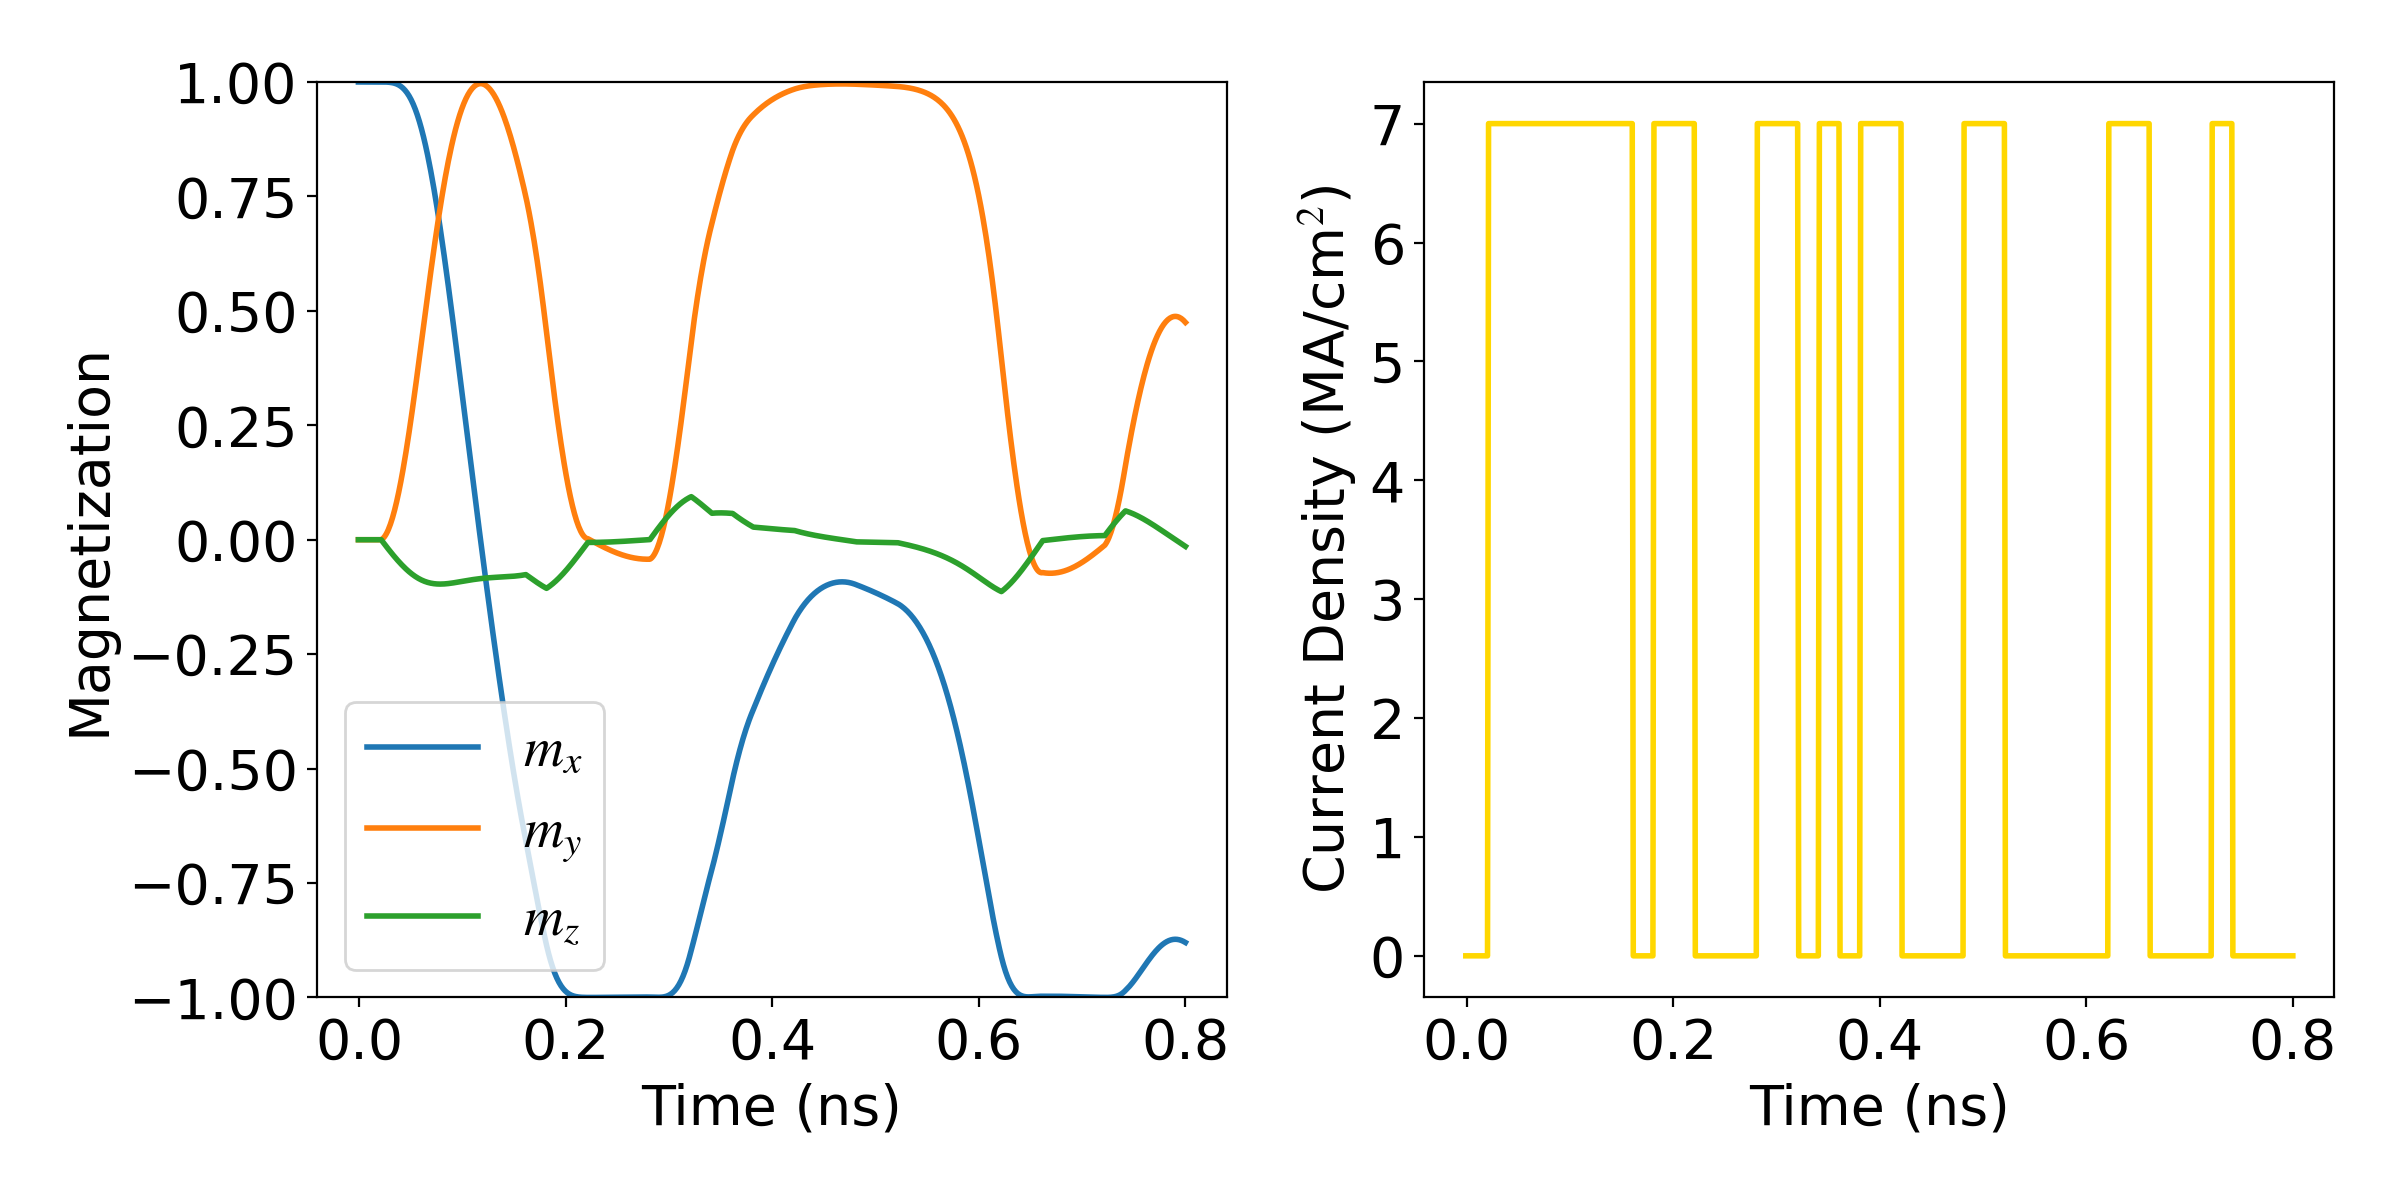 Magnetization
1.00
0.75
0.50
0.25
0.00
−0.25
−0.50
−0.75
−1.00
m_x
m_y
m_z
0.0 0.2 0.4 0.6 0.8
Time (ns)
Current Density (MA/cm²)
7
6
5
4
3
2
1
0
0.0 0.2 0.4 0.6 0.8
Time (ns)